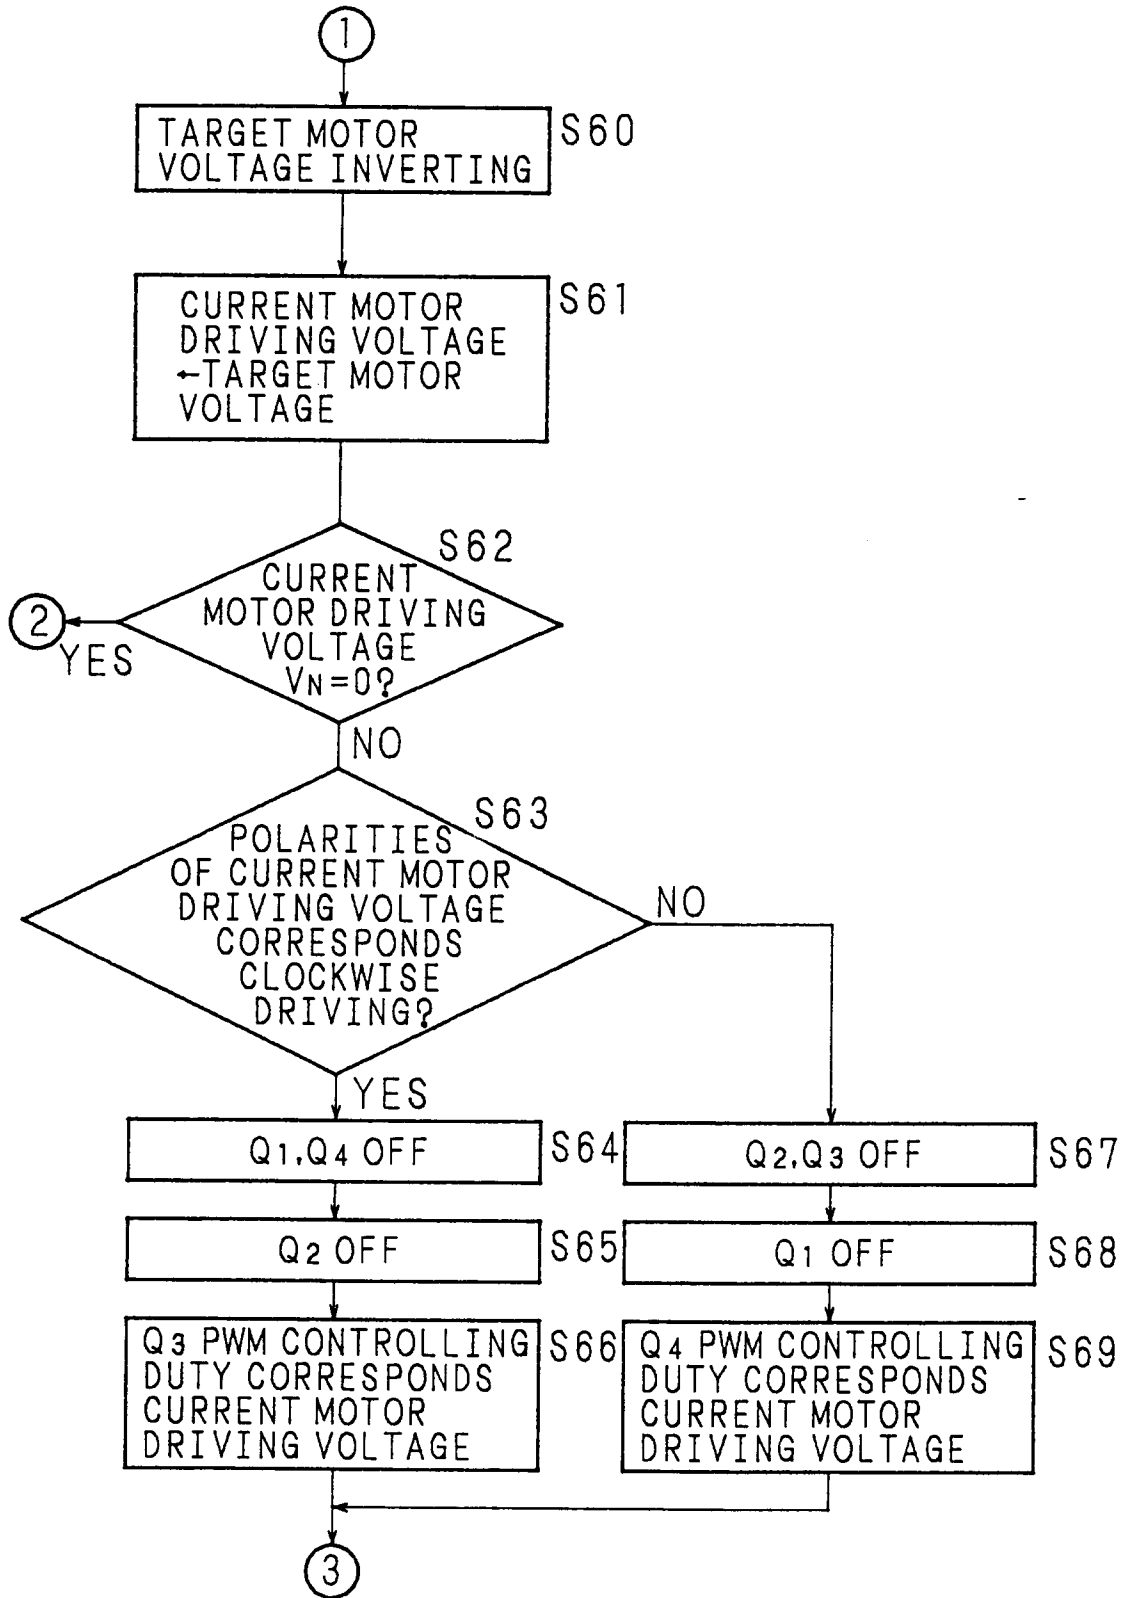 1
TARGET MOTOR
VOLTAGE INVERTING
S60
CURRENT MOTOR
DRIVING VOLTAGE
←TARGET MOTOR
VOLTAGE
S61
S62
CURRENT
MOTOR DRIVING
VOLTAGE
VN=0?
2
YES
NO
S63
POLARITIES
OF CURRENT MOTOR
DRIVING VOLTAGE
CORRESPONDS
CLOCKWISE
DRIVING?
NO
YES
Q1,Q4 OFF
S64
Q2,Q3 OFF
S67
Q2 OFF
S65
Q1 OFF
S68
Q3 PWM CONTROLLING
DUTY CORRESPONDS
CURRENT MOTOR
DRIVING VOLTAGE
S66
Q4 PWM CONTROLLING
DUTY CORRESPONDS
CURRENT MOTOR
DRIVING VOLTAGE
S69
3